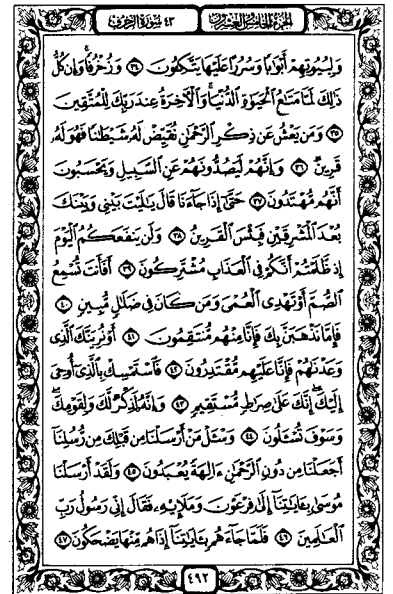 الجزء الخامس والعشرون
٤٣ سورة الزخرف
وَلِبُيُوتِهِمْ أَبْوَٰبًا وَسُرُرًا عَلَيْهَا يَتَّكِـُٔونَ ٣٤ وَزُخْرُفًا ۚ وَإِن كُلُّ
ذَٰلِكَ لَمَّا مَتَـٰعُ ٱلْحَيَوٰةِ ٱلدُّنْيَا ۚ وَٱلْـَٔاخِرَةُ عِندَ رَبِّكَ لِلْمُتَّقِينَ
٣٥ وَمَن يَعْشُ عَن ذِكْرِ ٱلرَّحْمَـٰنِ نُقَيِّضْ لَهُۥ شَيْطَـٰنًا فَهُوَ لَهُۥ
قَرِينٌ ٣٦ وَإِنَّهُمْ لَيَصُدُّونَهُمْ عَنِ ٱلسَّبِيلِ وَيَحْسَبُونَ
أَنَّهُم مُّهْتَدُونَ ٣٧ حَتَّىٰٓ إِذَا جَآءَنَا قَالَ يَـٰلَيْتَ بَيْنِى وَبَيْنَكَ
بُعْدَ ٱلْمَشْرِقَيْنِ فَبِئْسَ ٱلْقَرِينُ ٣٨ وَلَن يَنفَعَكُمُ ٱلْيَوْمَ
إِذ ظَّلَمْتُمْ أَنَّكُمْ فِى ٱلْعَذَابِ مُشْتَرِكُونَ ٣٩ أَفَأَنتَ تُسْمِعُ
ٱلصُّمَّ أَوْ تَهْدِى ٱلْعُمْىَ وَمَن كَانَ فِى ضَلَـٰلٍ مُّبِينٍ ٤٠
فَإِمَّا نَذْهَبَنَّ بِكَ فَإِنَّا مِنْهُم مُّنتَقِمُونَ ٤١ أَوْ نُرِيَنَّكَ ٱلَّذِى
وَعَدْنَـٰهُمْ فَإِنَّا عَلَيْهِم مُّقْتَدِرُونَ ٤٢ فَٱسْتَمْسِكْ بِٱلَّذِىٓ أُوحِىَ
إِلَيْكَ ۖ إِنَّكَ عَلَىٰ صِرَٰطٍ مُّسْتَقِيمٍ ٤٣ وَإِنَّهُۥ لَذِكْرٌ لَّكَ وَلِقَوْمِكَ ۖ
وَسَوْفَ تُسْـَٔلُونَ ٤٤ وَسْـَٔلْ مَنْ أَرْسَلْنَا مِن قَبْلِكَ مِن رُّسُلِنَآ
أَجَعَلْنَا مِن دُونِ ٱلرَّحْمَـٰنِ ءَالِهَةً يُعْبَدُونَ ٤٥ وَلَقَدْ أَرْسَلْنَا
مُوسَىٰ بِـَٔايَـٰتِنَآ إِلَىٰ فِرْعَوْنَ وَمَلَإِي۟هِۦ فَقَالَ إِنِّى رَسُولُ رَبِّ
ٱلْعَـٰلَمِينَ ٤٦ فَلَمَّا جَآءَهُم بِـَٔايَـٰتِنَآ إِذَا هُم مِّنْهَا يَضْحَكُونَ ٤٧
٤٩٢